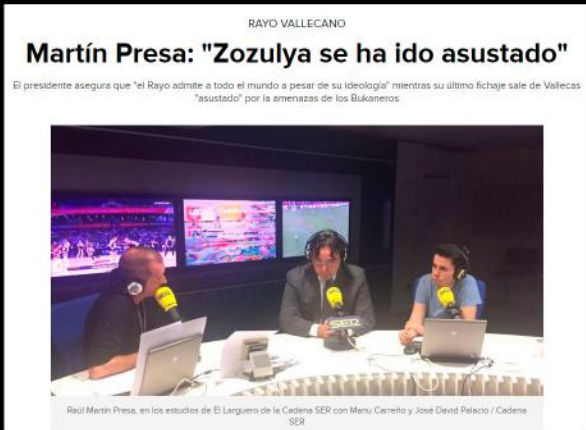 RAYO VALLECANO
Martín Presa: "Zozulya se ha ido asustado"
El presidente asegura que "el Rayo admite a todo el mundo a pesar de su ideología" mientras su último fichaje sale de Vallecas
"asustado" por la amenazas de los Bukaneros
SER
Raúl Martín Presa, en los estudios de El Larguero de la Cadena SER con Manu Carreño y José David Palacio / Cadena
SER